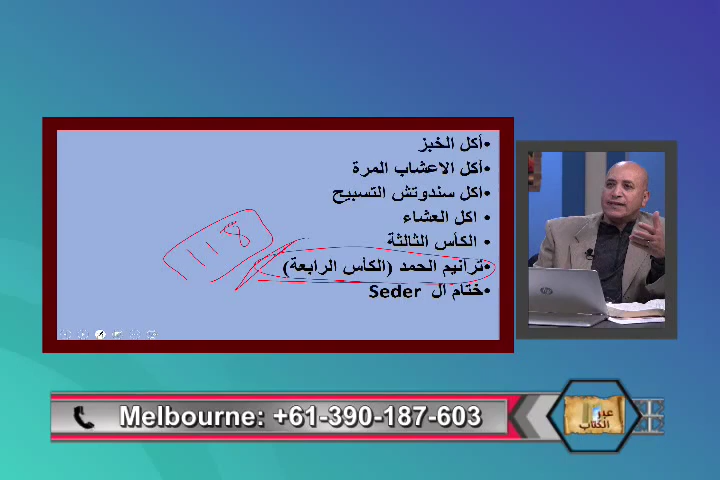 •أكل الخبز
•أكل الاعشاب المرة
•اكل سندوتش التسبيح
• اكل العشاء
• الكأس الثالثة
•ترانيم الحمد (الكأس الرابعة)
•ختام ال Seder
118
hp
Melbourne: +61-390-187-603
عبر
الكتاب